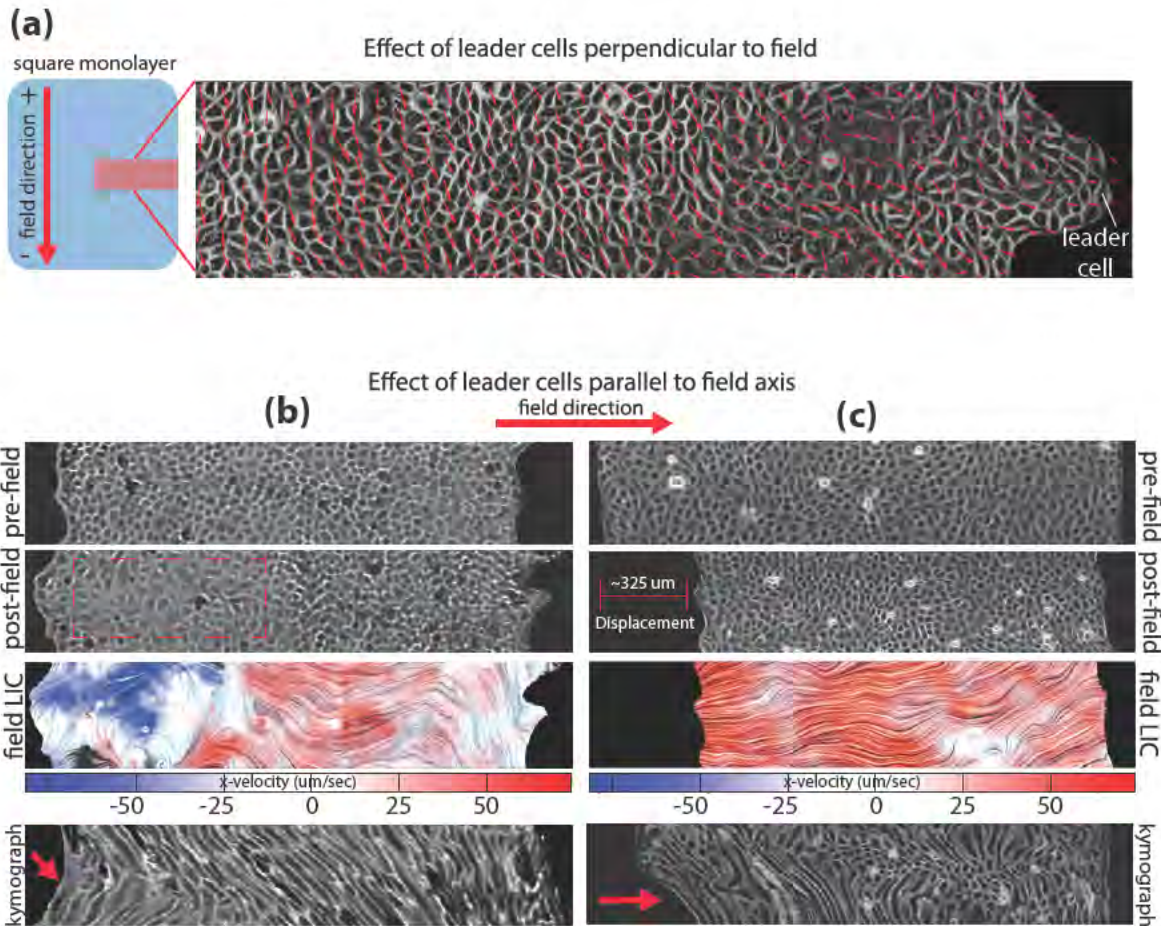 (a)
Effect of leader cells perpendicular to field
square monolayer
- field direction +
leader
cell
Effect of leader cells parallel to field axis
(b)
field direction
(c)
pre-field
pre-field
post-field
~325 um
Displacement
post-field
field LIC
field LIC
x-velocity (um/sec)
-50 -25 0 25 50
x-velocity (um/sec)
-50 -25 0 25 50
kymograph
kymograph